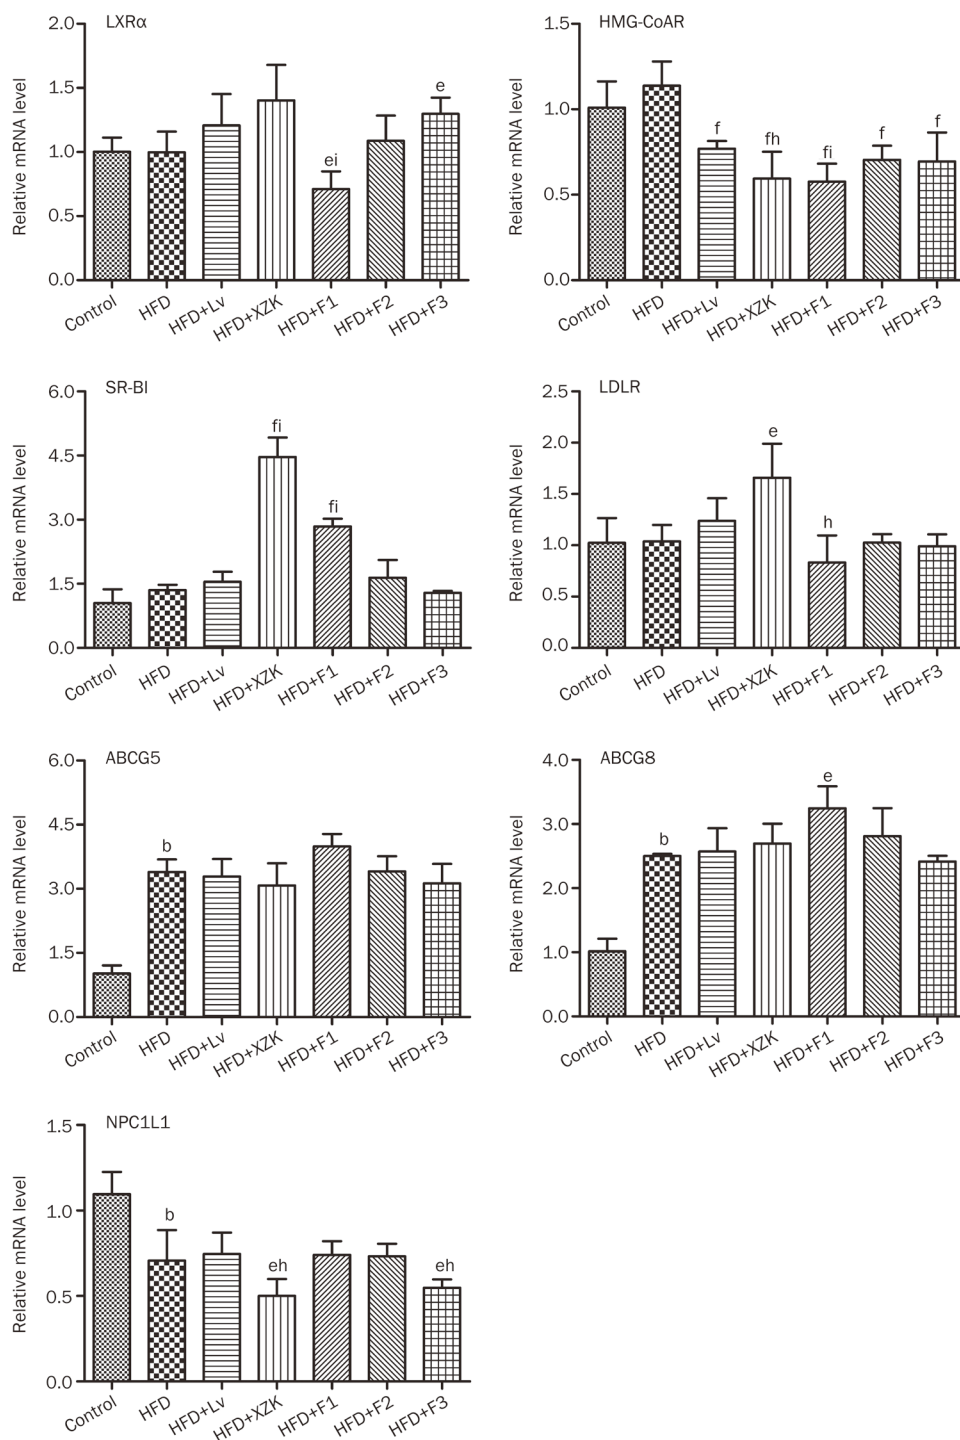 LXRα
Relative mRNA level
2.0
1.5
1.0
0.5
0.0
ei
e
Control
HFD
HFD+Lv
HFD+XZK
HFD+F1
HFD+F2
HFD+F3
HMG-CoAR
Relative mRNA level
1.5
1.0
0.5
0.0
f
fh
fi
f
f
Control
HFD
HFD+Lv
HFD+XZK
HFD+F1
HFD+F2
HFD+F3
SR-BI
Relative mRNA level
6.0
4.5
3.0
1.5
0.0
fi
fi
Control
HFD
HFD+Lv
HFD+XZK
HFD+F1
HFD+F2
HFD+F3
LDLR
Relative mRNA level
2.5
2.0
1.5
1.0
0.5
0.0
e
h
Control
HFD
HFD+Lv
HFD+XZK
HFD+F1
HFD+F2
HFD+F3
ABCG5
Relative mRNA level
6.0
4.5
3.0
1.5
0.0
b
Control
HFD
HFD+Lv
HFD+XZK
HFD+F1
HFD+F2
HFD+F3
ABCG8
Relative mRNA level
4.0
3.0
2.0
1.0
0.0
b
e
Control
HFD
HFD+Lv
HFD+XZK
HFD+F1
HFD+F2
HFD+F3
NPC1L1
Relative mRNA level
1.5
1.0
0.5
0.0
b
eh
eh
Control
HFD
HFD+Lv
HFD+XZK
HFD+F1
HFD+F2
HFD+F3